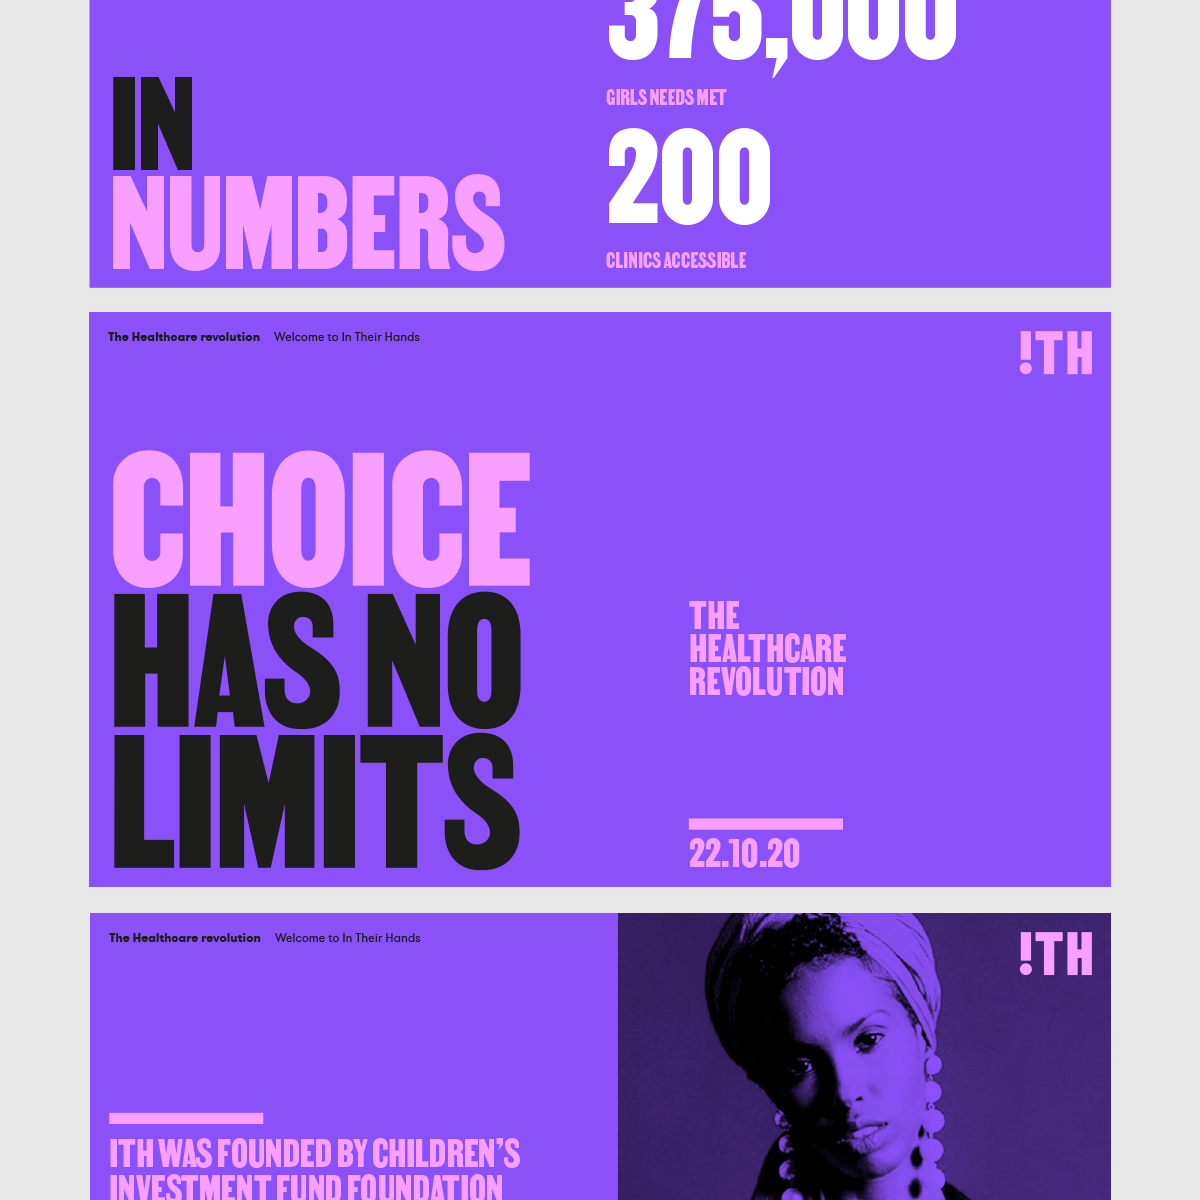 375,000
GIRLS NEEDS MET
200
CLINICS ACCESSIBLE
IN
NUMBERS
The Healthcare revolution Welcome to In Their Hands
!TH
CHOICE
HAS NO
LIMITS
THE
HEALTHCARE
REVOLUTION
22.10.20
The Healthcare revolution Welcome to In Their Hands
!TH
ITH WAS FOUNDED BY CHILDREN’S
INVESTMENT FUND FOUNDATION